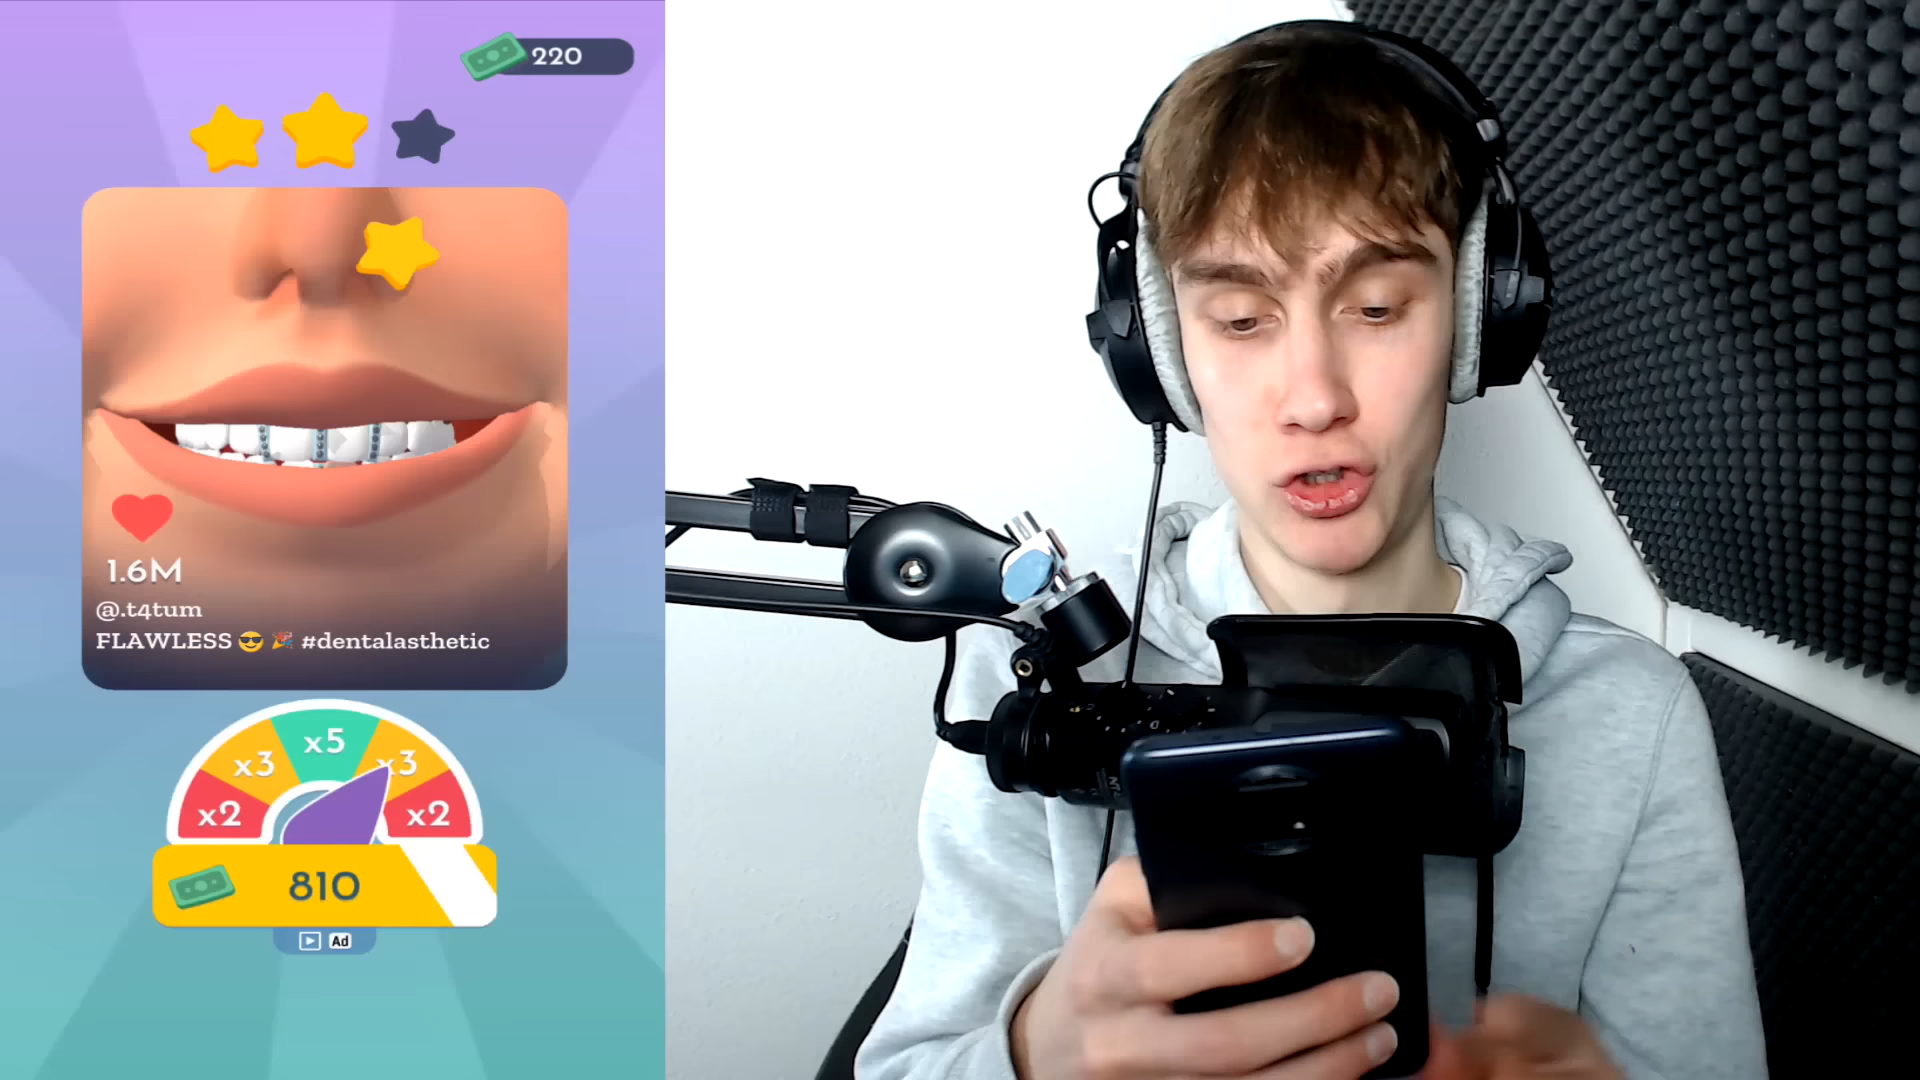 220
1.6M
@.t4tum
FLAWLESS 😎 🎉 #dentalasthetic
x2 x3 x5 x3 x2
810
Ad